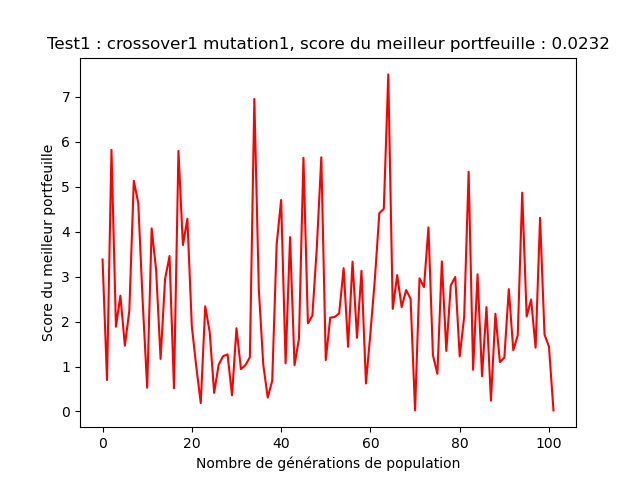 Test1 : crossover1 mutation1, score du meilleur portfeuille : 0.0232
Score du meilleur portfeuille
7
6
5
4
3
2
1
0
0 20 40 60 80 100
Nombre de générations de population